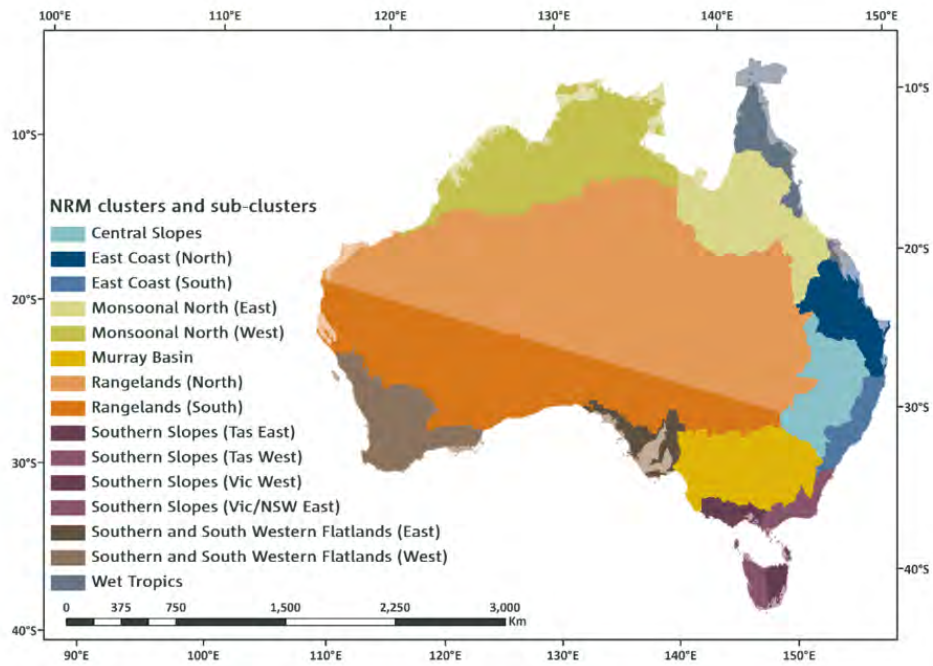 100°E 120°E 130°E 140°E 150°E
10°S
10°S
NRM clusters and sub-clusters
Central Slopes
East Coast (North)
20°S
East Coast (South)
20°S
Monsoonal North (East)
Monsoonal North (West)
Murray Basin
Rangelands (North)
Rangelands (South)
30°S
Southern Slopes (Tas East)
Southern Slopes (Tas West)
30°S
Southern Slopes (Vic West)
Southern Slopes (Vic/NSW East)
Southern and South Western Flatlands (East)
Southern and South Western Flatlands (West)
40°S
Wet Tropics
0 375 750 1,500 2,250 3,000
Km
40°S
90°E 100°E 110°E 120°E 130°E 140°E 150°E